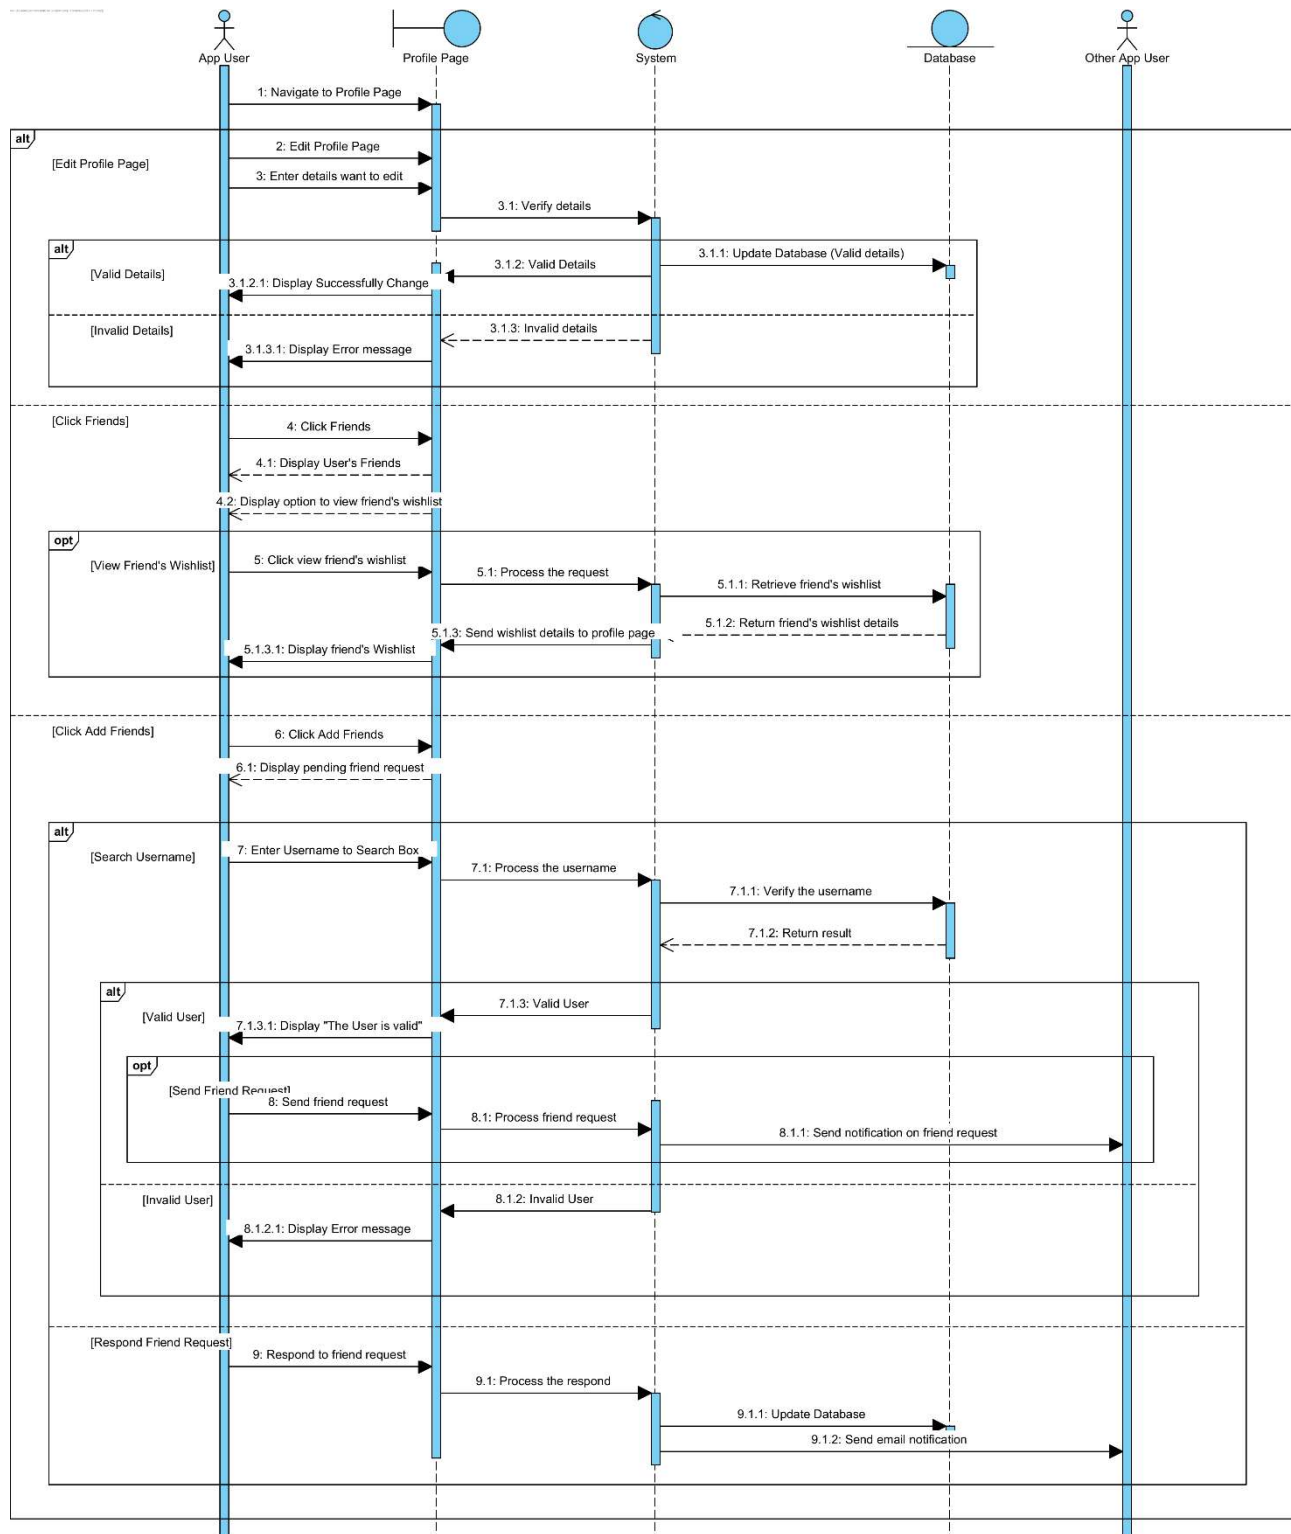 App User
Profile Page
System
Database
Other App User
1: Navigate to Profile Page
alt
[Edit Profile Page]
2: Edit Profile Page
3: Enter details want to edit
3.1: Verify details
alt
[Valid Details]
3.1.1: Update Database (Valid details)
3.1.2: Valid Details
3.1.2.1: Display Successfully Change
[Invalid Details]
3.1.3: Invalid details
3.1.3.1: Display Error message
[Click Friends]
4: Click Friends
4.1: Display User's Friends
4.2: Display option to view friend's wishlist
opt
[View Friend's Wishlist]
5: Click view friend's wishlist
5.1: Process the request
5.1.1: Retrieve friend's wishlist
5.1.2: Return friend's wishlist details
5.1.3: Send wishlist details to profile page
5.1.3.1: Display friend's Wishlist
[Click Add Friends]
6: Click Add Friends
6.1: Display pending friend request
alt
[Search Username]
7: Enter Username to Search Box
7.1: Process the username
7.1.1: Verify the username
7.1.2: Return result
alt
[Valid User]
7.1.3: Valid User
7.1.3.1: Display "The User is valid"
opt
[Send Friend Request]
8: Send friend request
8.1: Process friend request
8.1.1: Send notification on friend request
[Invalid User]
8.1.2: Invalid User
8.1.2.1: Display Error message
[Respond Friend Request]
9: Respond to friend request
9.1: Process the respond
9.1.1: Update Database
9.1.2: Send email notification